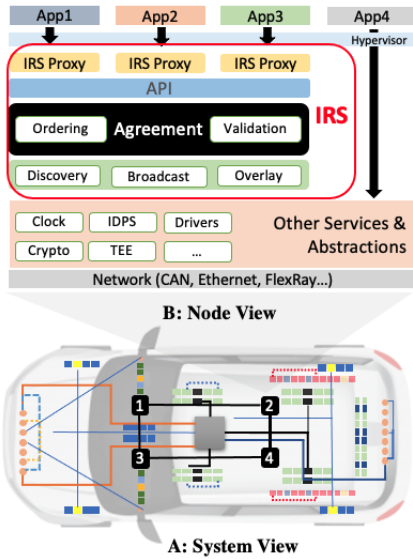 App1 App2 App3 App4
Hypervisor
IRS Proxy IRS Proxy IRS Proxy
API
IRS
Ordering Agreement Validation
Discovery Broadcast Overlay
Clock IDPS Drivers
Other Services &
Abstractions
Crypto TEE ...
Network (CAN, Ethernet, FlexRay...)
B: Node View
1 2
3 4
A: System View